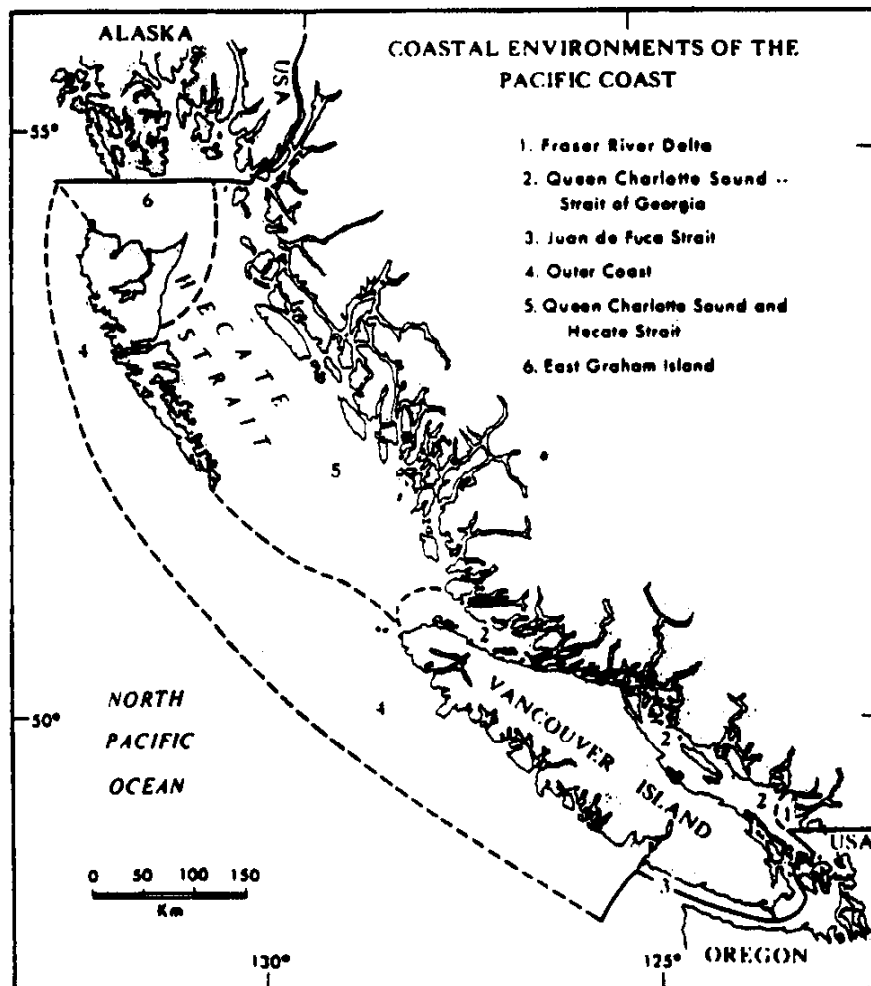 ALASKA
USA
COASTAL ENVIRONMENTS OF THE
PACIFIC COAST
55°
1. Fraser River Delta
2. Queen Charlotte Sound --
Strait of Georgia
3. Juan de Fuca Strait
4. Outer Coast
5. Queen Charlotte Sound and
Hecate Strait
6. East Graham Island
6
HECATE
STRAIT
4
5
2
VANCOUVER
ISLAND
4
50°
NORTH
PACIFIC
OCEAN
2
2
1
USA
0 50 100 150
Km
3
OREGON
130°
125°